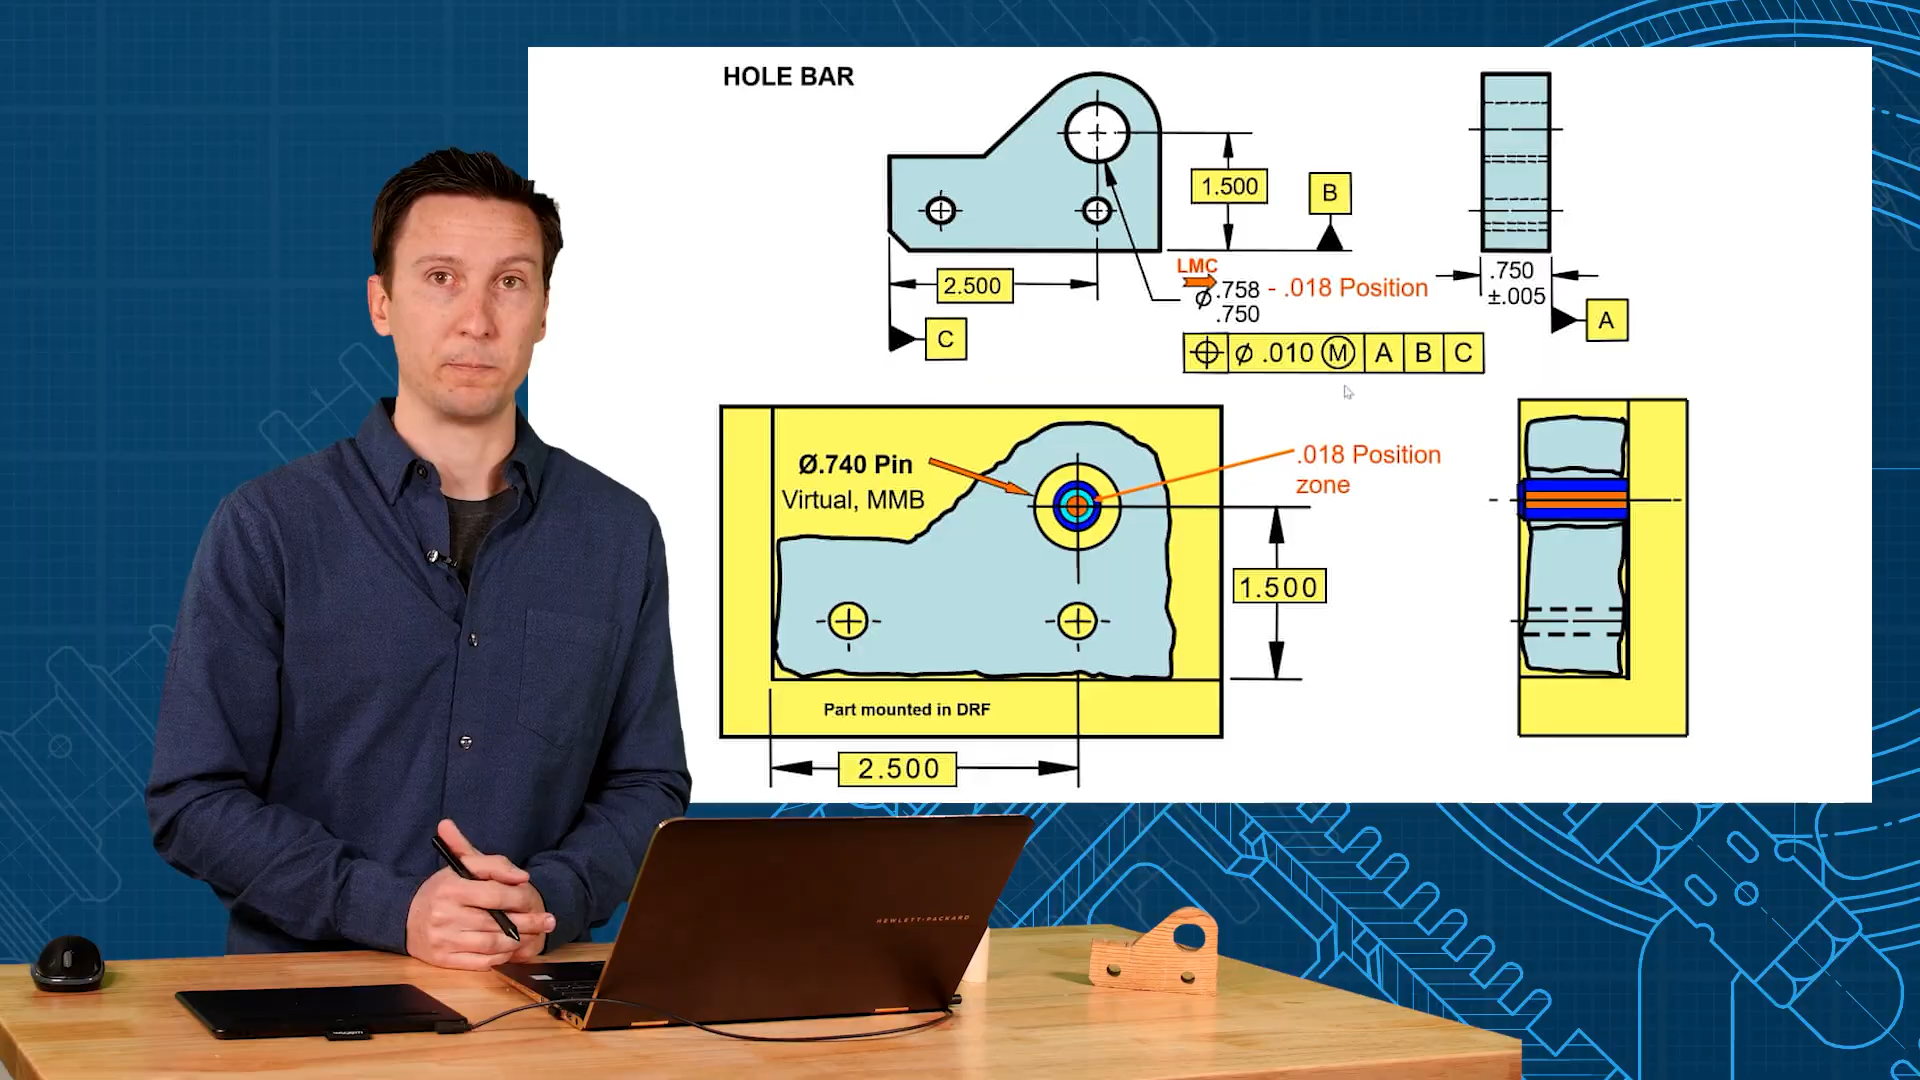 HOLE BAR
1.500
B
LMC
2.500
Ø.758 - .018 Position
.750
.750
±.005
A
C
⌖ Ø .010 Ⓜ A B C
Ø.740 Pin
Virtual, MMB
.018 Position
zone
1.500
Part mounted in DRF
2.500
HEWLETT-PACKARD